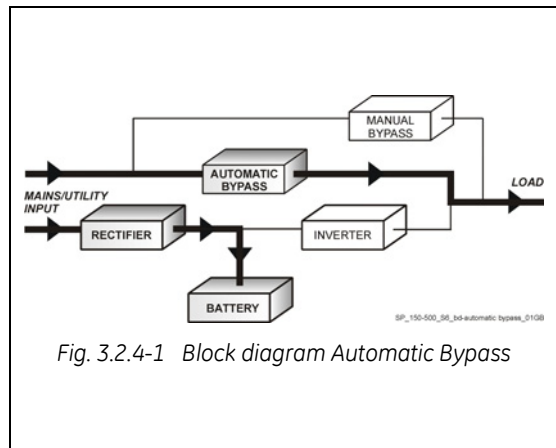 MANUAL
BYPASS
AUTOMATIC
BYPASS
MAINS/UTILITY
INPUT
LOAD
RECTIFIER
INVERTER
BATTERY
SP_150-500_S6_bd-automatic bypass_01GB
Fig. 3.2.4-1 Block diagram Automatic Bypass